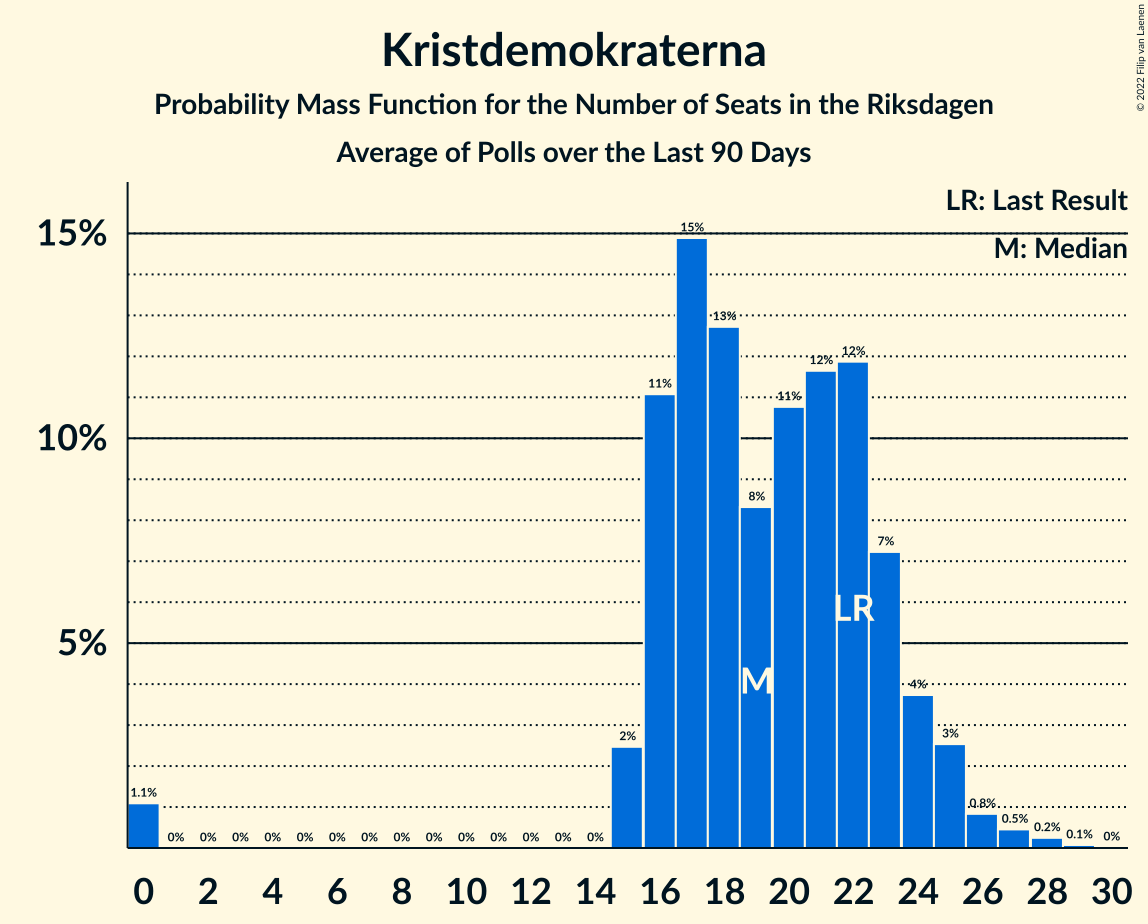 © 2022 Filip van Laenen
Kristdemokraterna
Probability Mass Function for the Number of Seats in the Riksdagen
Average of Polls over the Last 90 Days
LR: Last Result
M: Median
15%
10%
5%
1.1% 0% 0% 0% 0% 0% 0% 0% 0% 0% 0% 0% 0% 0% 0% 2% 11% 15% 13% 8% 11% 12% 12% 7% 4% 3% 0.8% 0.5% 0.2% 0.1% 0%
LR
M
0 2 4 6 8 10 12 14 16 18 20 22 24 26 28 30